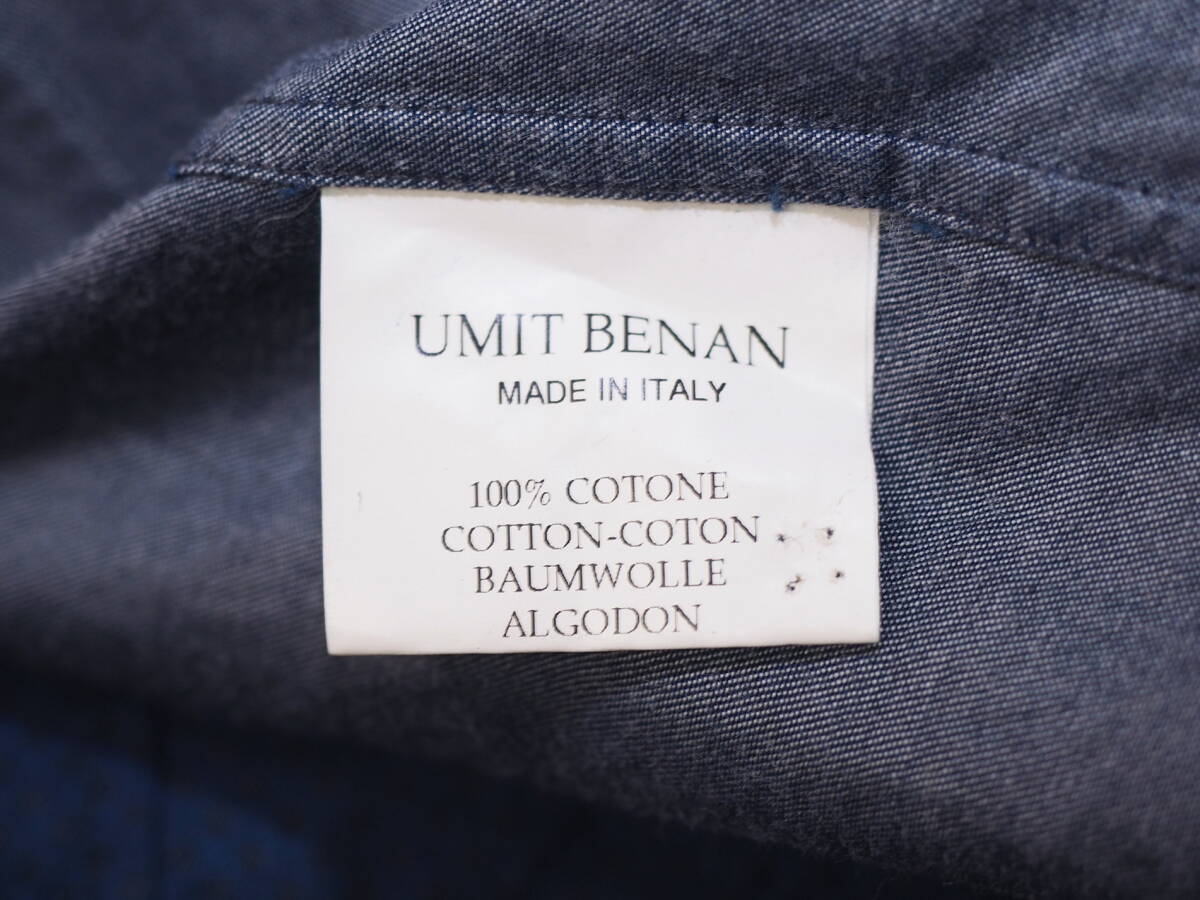 UMIT BENAN
MADE IN ITALY
100% COTONE
COTTON-COTON
BAUMWOLLE
ALGODON